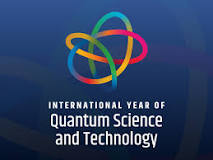 INTERNATIONAL YEAR OF
Quantum Science
and Technology